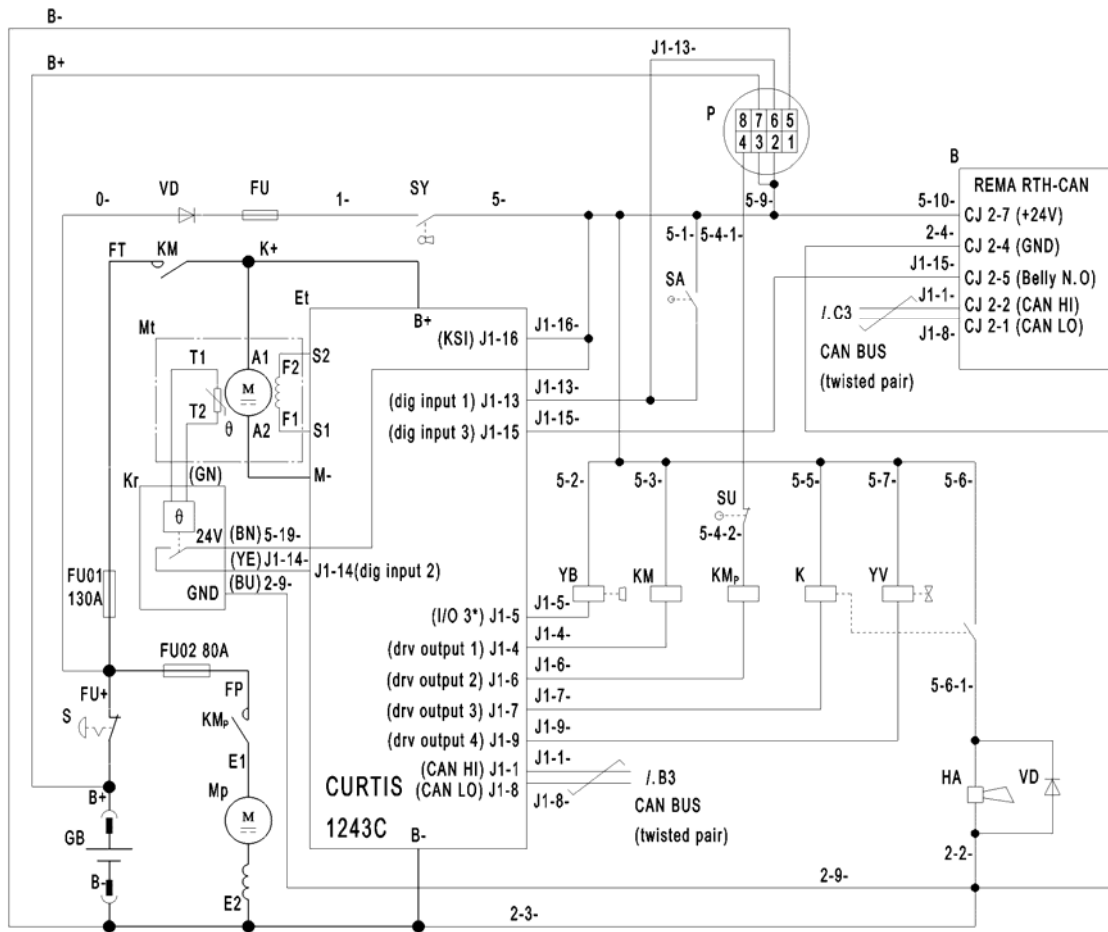 B-
J1-13-
B+
P
8 7 6 5
4 3 2 1
B
REMA RTH-CAN
0- VD FU 1- SY 5- 5-9- 5-10- CJ 2-7 (+24V)
5-1- 5-4-1- 2-4- CJ 2-4 (GND)
FT KM K+ J1-15- CJ 2-5 (Belly N.O)
SA J1-1- CJ 2-2 (CAN HI)
Et /.C3 J1-8- CJ 2-1 (CAN LO)
B+ J1-16- CAN BUS
(KSI) J1-16 (twisted pair)
Mt
T1 A1 F2 S2
M
J1-13-
(dig input 1) J1-13
T2 θ A2 F1 S1
J1-15-
(dig input 3) J1-15
M-
Kr (GN)
θ
5-2- 5-3- 5-5- 5-7- 5-6-
SU
5-4-2-
24V (BN) 5-19-
(YE) J1-14-
J1-14(dig input 2)
(BU) 2-9-
GND
FU01
130A
YB KM KMP K YV
J1-5-
(I/O 3*) J1-5
J1-4-
(drv output 1) J1-4
J1-6-
(drv output 2) J1-6
J1-7-
(drv output 3) J1-7
J1-9-
(drv output 4) J1-9
J1-1-
(CAN HI) J1-1
(CAN LO) J1-8
J1-8-
/.B3
CAN BUS
(twisted pair)
5-6-1-
HA VD
FU02 80A
FU+ FP
S KMP
E1
B+ Mp
M
GB
B- E2
CURTIS
1243C
B-
2-2-
2-9-
2-3-